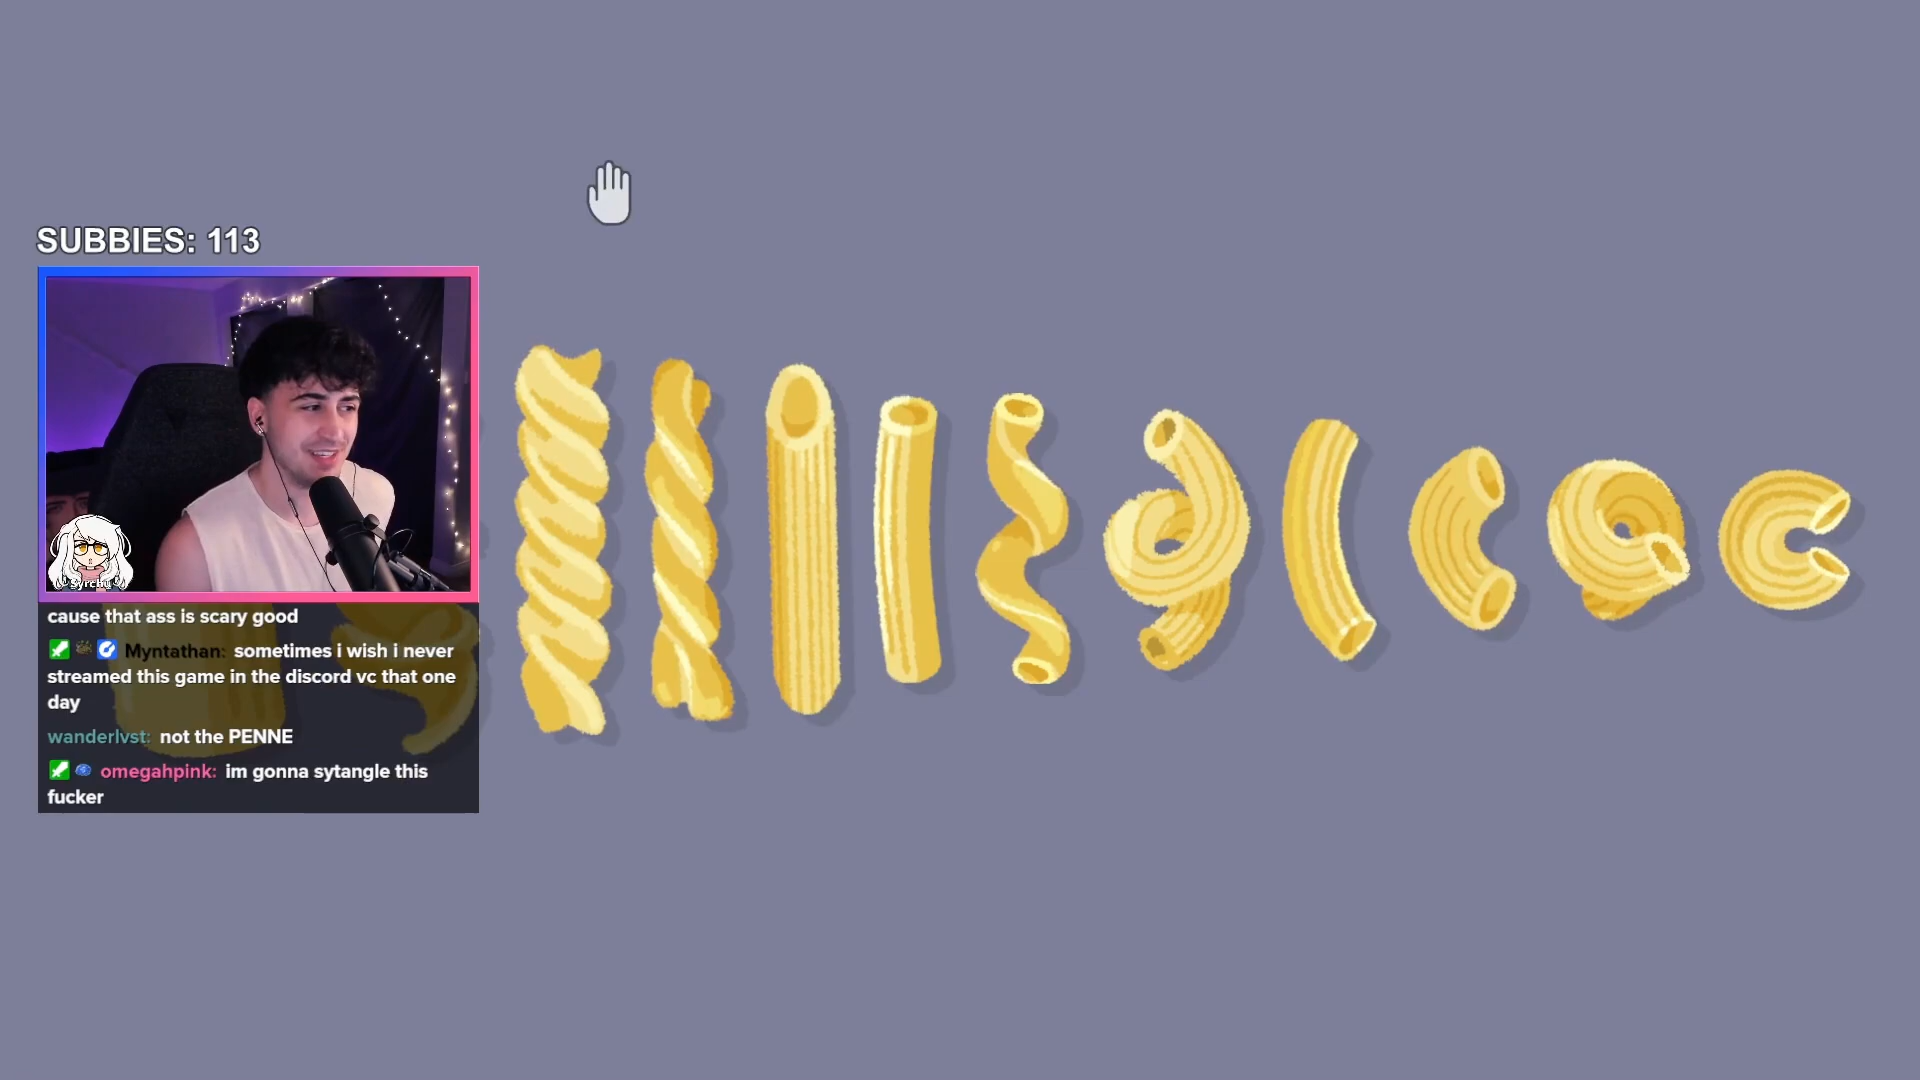 SUBBIES: 113
Syrchu
cause that ass is scary good
Myntathan: sometimes i wish i never
streamed this game in the discord vc that one
day
wanderlvst: not the PENNE
omegahpink: im gonna sytangle this
fucker